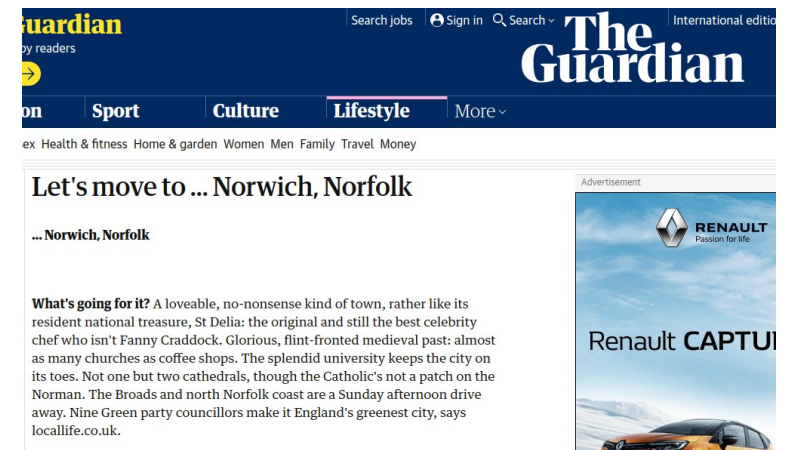 Guardian
by readers
Search jobs
Sign in
Search
International editio
The
Guardian
on
Sport
Culture
Lifestyle
More
ex Health & fitness Home & garden Women Men Family Travel Money
Let's move to ... Norwich, Norfolk
... Norwich, Norfolk
What's going for it? A loveable, no-nonsense kind of town, rather like its
resident national treasure, St Delia: the original and still the best celebrity
chef who isn't Fanny Craddock. Glorious, flint-fronted medieval past: almost
as many churches as coffee shops. The splendid university keeps the city on
its toes. Not one but two cathedrals, though the Catholic's not a patch on the
Norman. The Broads and north Norfolk coast are a Sunday afternoon drive
away. Nine Green party councillors make it England's greenest city, says
locallife.co.uk.
Advertisement
RENAULT
Passion for life
Renault CAPTU